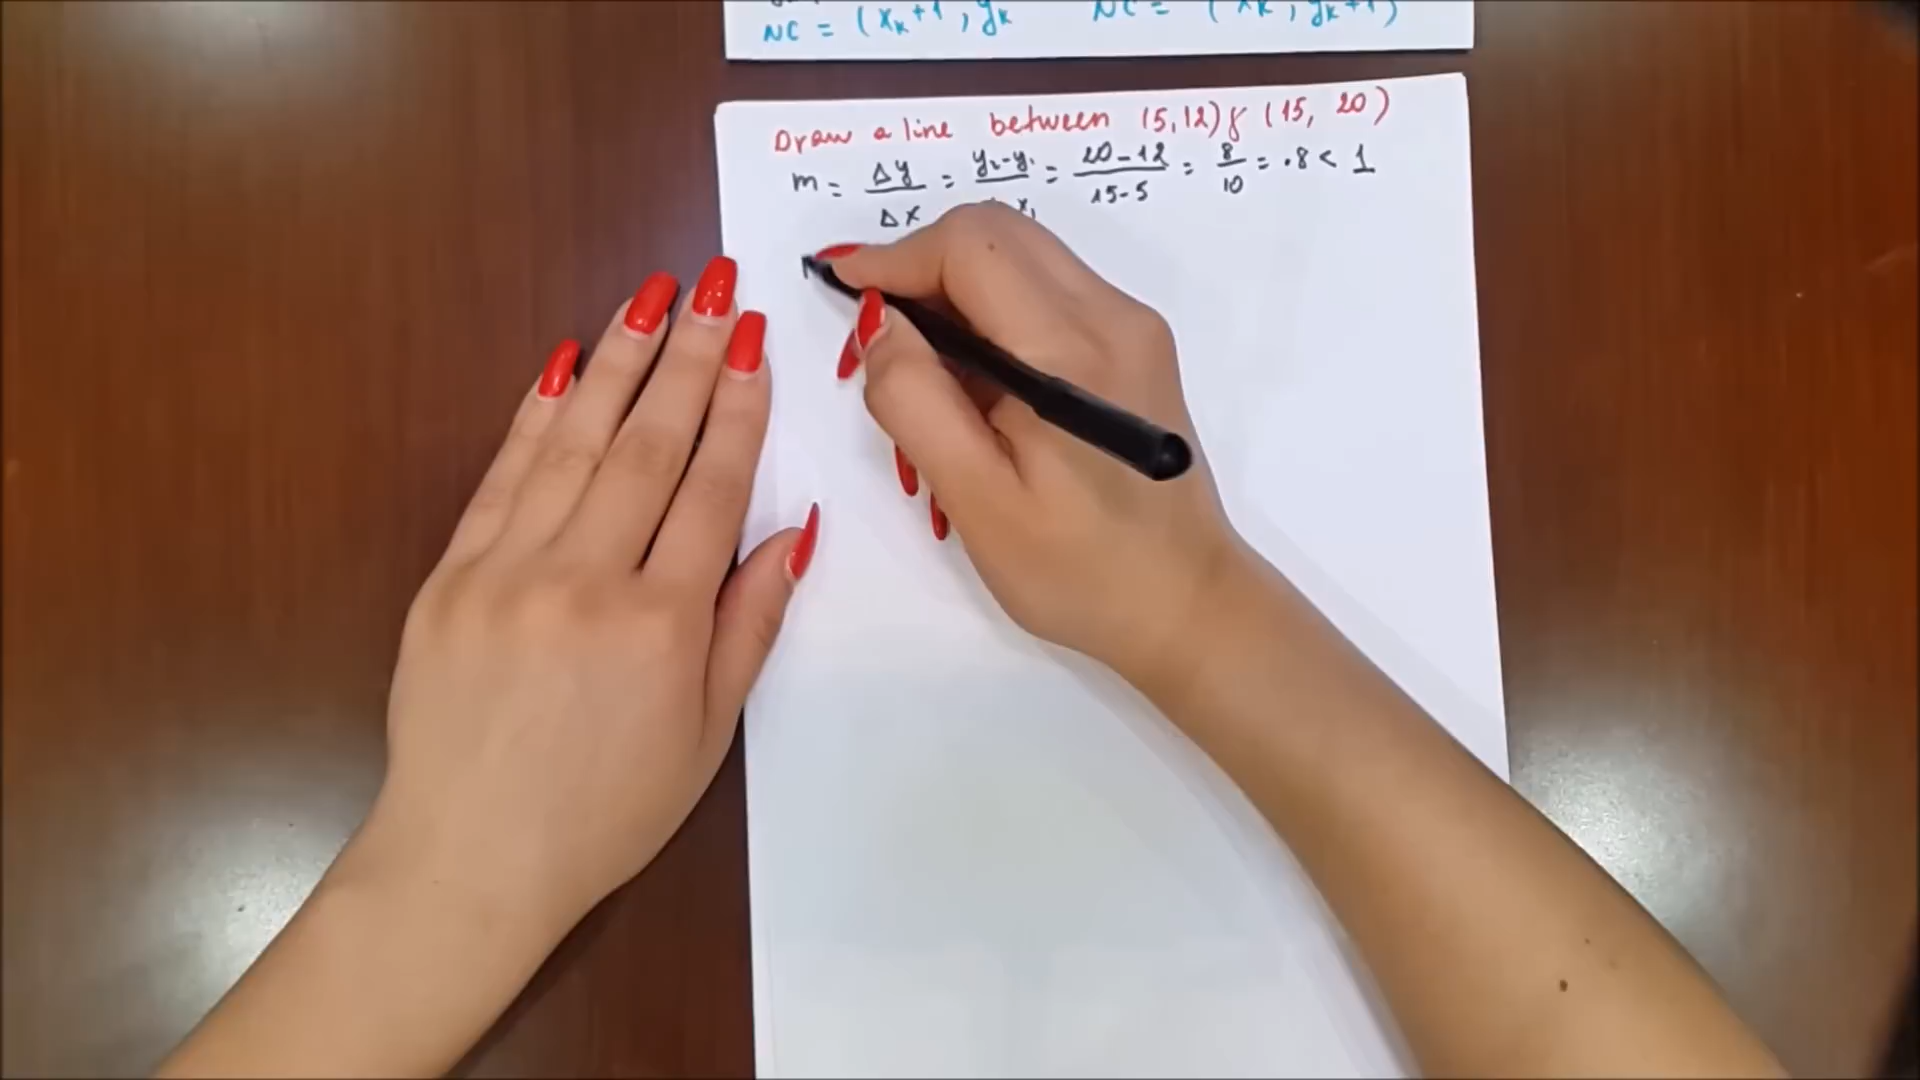 NC = (xk+1, yk NC = (xk, yk+1)
Draw a line between (5,12) & (15, 20)
m = Δy/Δx = y2-y1/x1 = 20-12/15-5 = 8/10 = .8 < 1